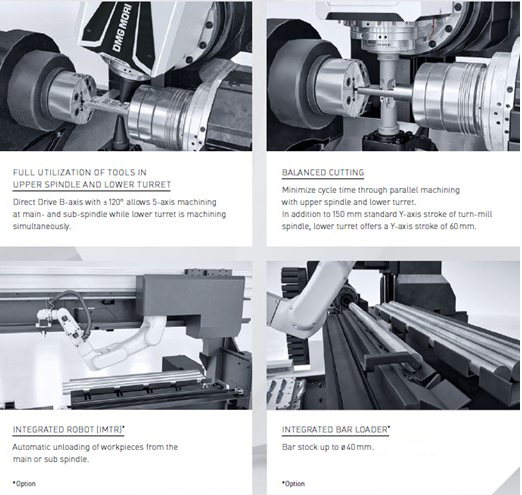 DMG MORI
FULL UTILIZATION OF TOOLS IN
UPPER SPINDLE AND LOWER TURRET
Direct Drive B-axis with ±120° allows 5-axis machining
at main- and sub-spindle while lower turret is machining
simultaneously.
BALANCED CUTTING
Minimize cycle time through parallel machining
with upper spindle and lower turret.
In addition to 150 mm standard Y-axis stroke of turn-mill
spindle, lower turret offers a Y-axis stroke of 60 mm.
INTEGRATED ROBOT (IMTR)*
Automatic unloading of workpieces from the
main or sub spindle.
*Option
INTEGRATED BAR LOADER*
Bar stock up to ø 40 mm.
*Option